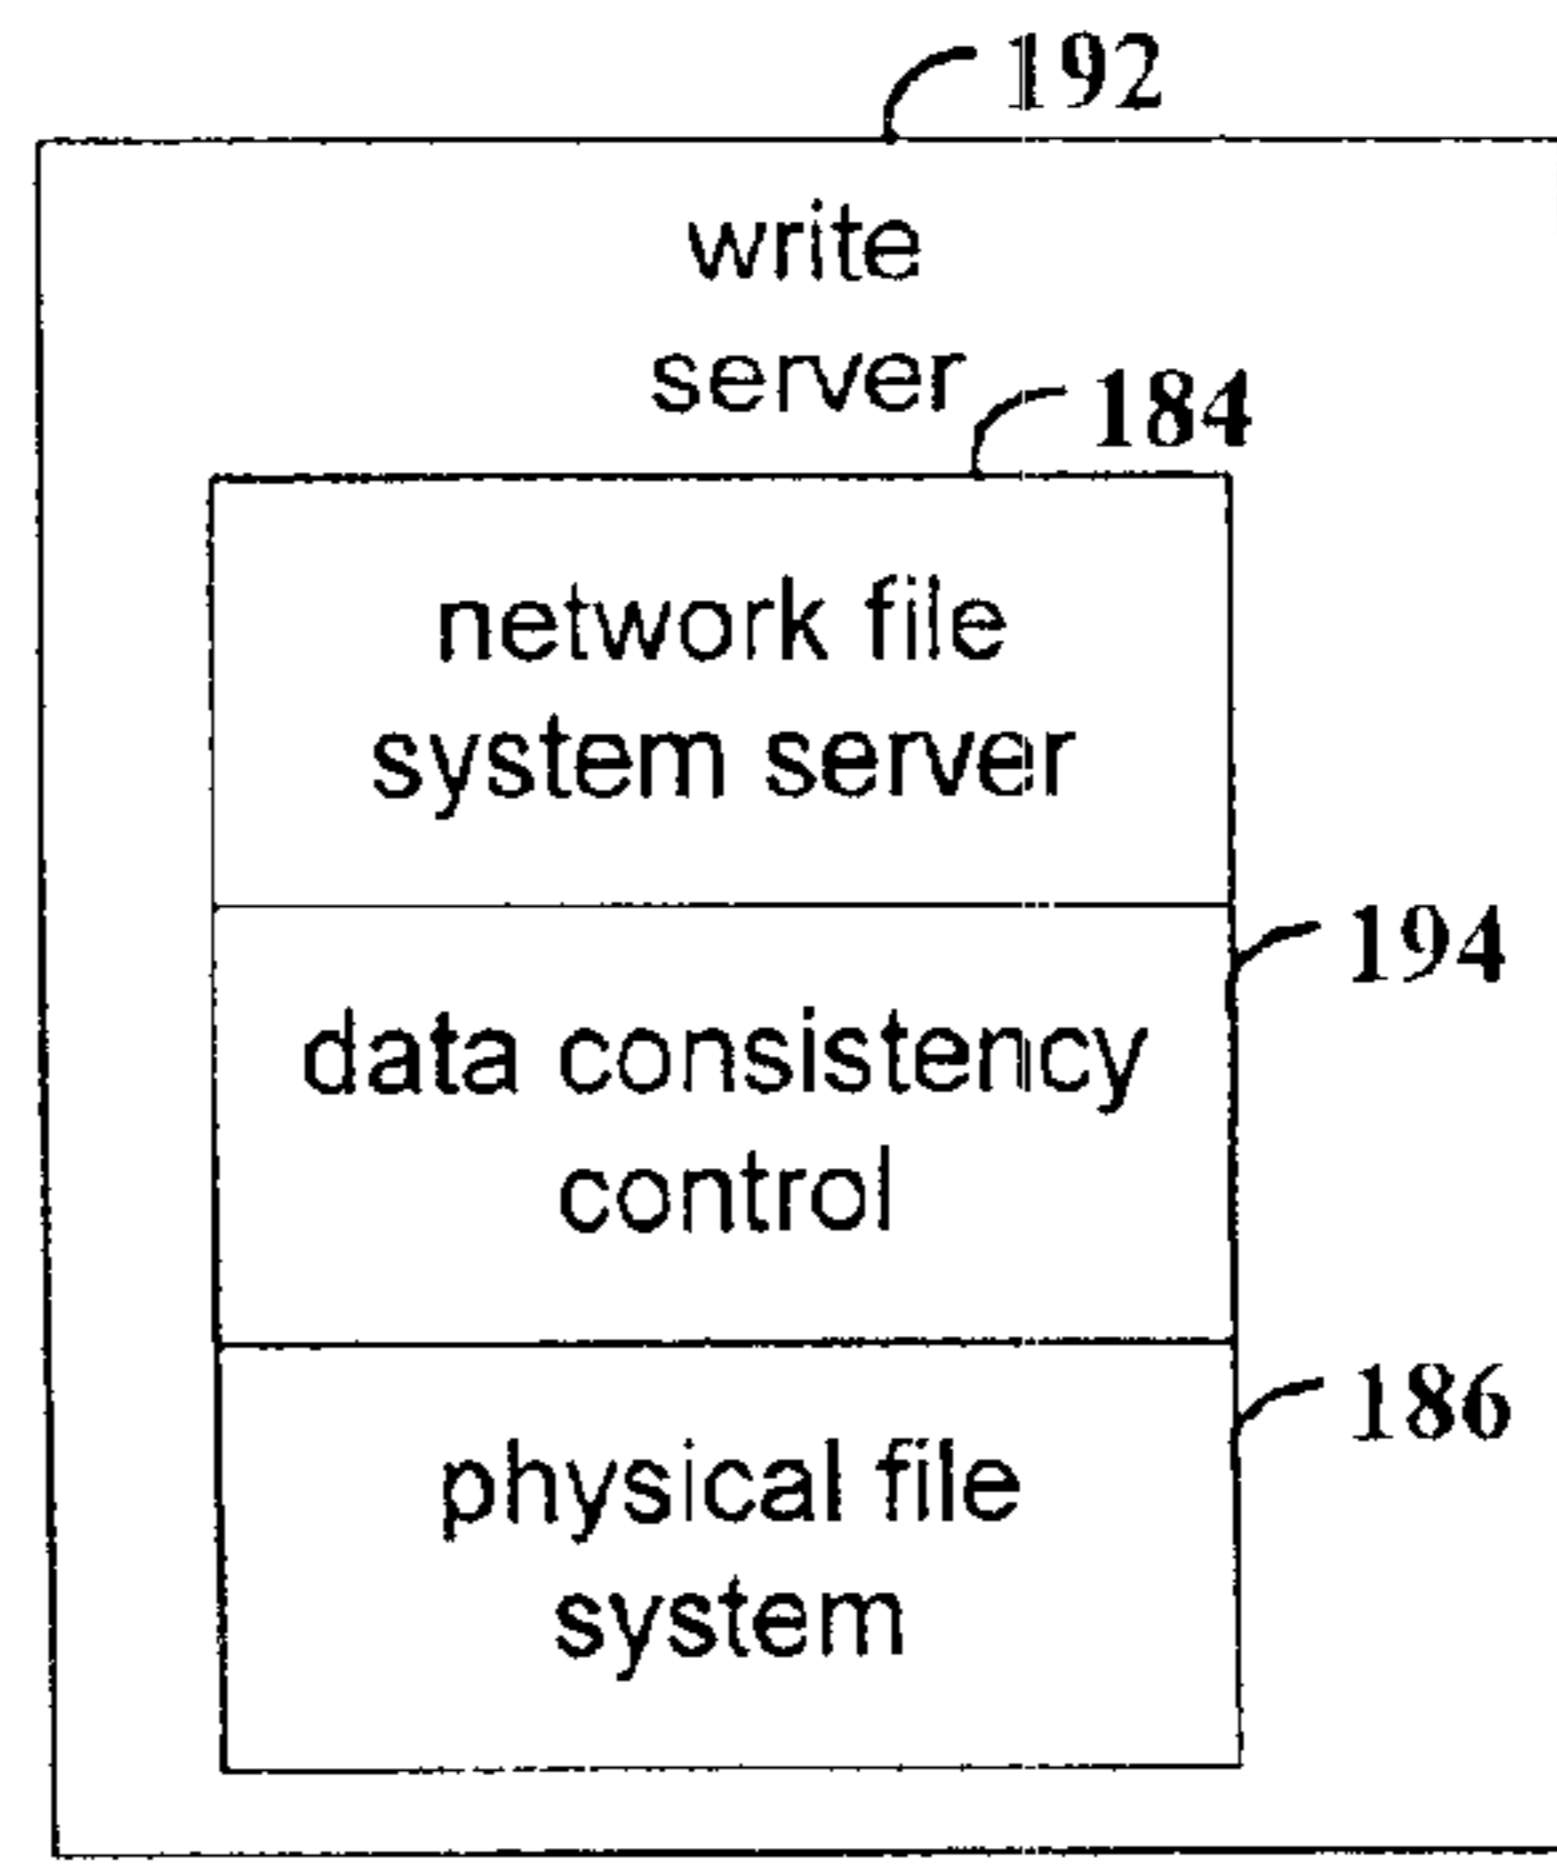 192
write
server
184
network file
system server
194
data consistency
control
186
physical file
system